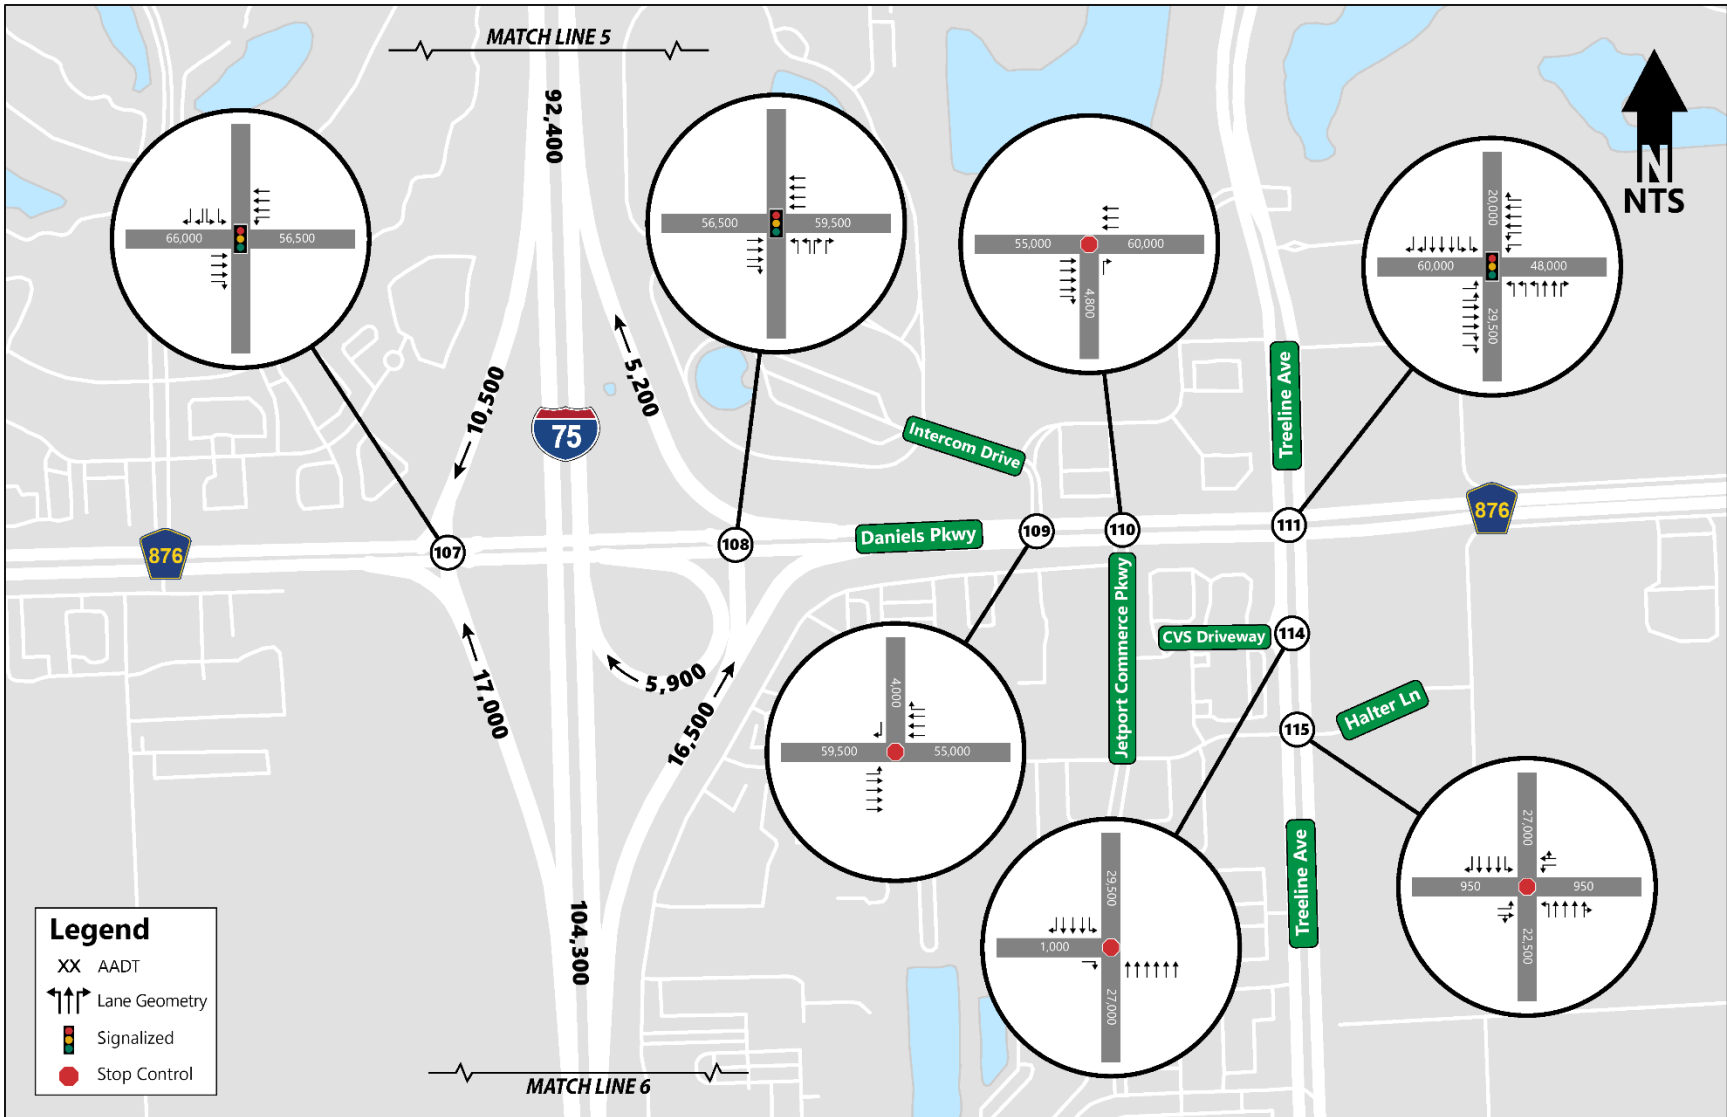 MATCH LINE 5
92,400
N
NTS
66,000
56,500
56,500
59,500
55,000
60,000
4,800
20,000
60,000
48,000
29,500
10,500
5,200
75
Intercom Drive
Treeline Ave
876
876
107
108
Daniels Pkwy
109
110
111
Jetport Commerce Pkwy
CVS Driveway
114
5,900
17,000
16,500
4,000
59,500
55,000
Halter Ln
115
Treeline Ave
27,000
950
950
22,500
29,500
1,000
27,000
104,300
Legend
XX AADT
Lane Geometry
Signalized
Stop Control
MATCH LINE 6